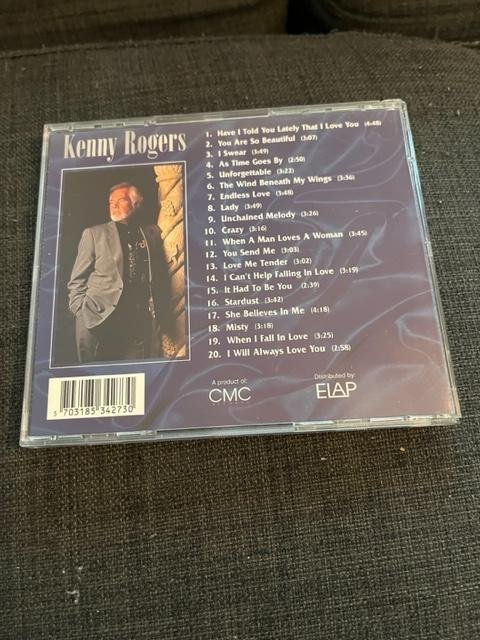 Kenny Rogers
1. Have I Told You Lately That I Love You (4:48)
2. You Are So Beautiful (3:07)
3. I Swear (3:49)
4. As Time Goes By (2:50)
5. Unforgettable (3:22)
6. The Wind Beneath My Wings (3:36)
7. Endless Love (3:48)
8. Lady (3:49)
9. Unchained Melody (3:26)
10. Crazy (3:16)
11. When A Man Loves A Woman (3:45)
12. You Send Me (3:03)
13. Love Me Tender (3:02)
14. I Can't Help Falling In Love (3:19)
15. It Had To Be You (2:39)
16. Stardust (3:42)
17. She Believes In Me (4:18)
18. Misty (3:18)
19. When I Fall In Love (3:25)
20. I Will Always Love You (2:58)
A product of:
CMC
Distributed by:
ELAP
5 703185 342730